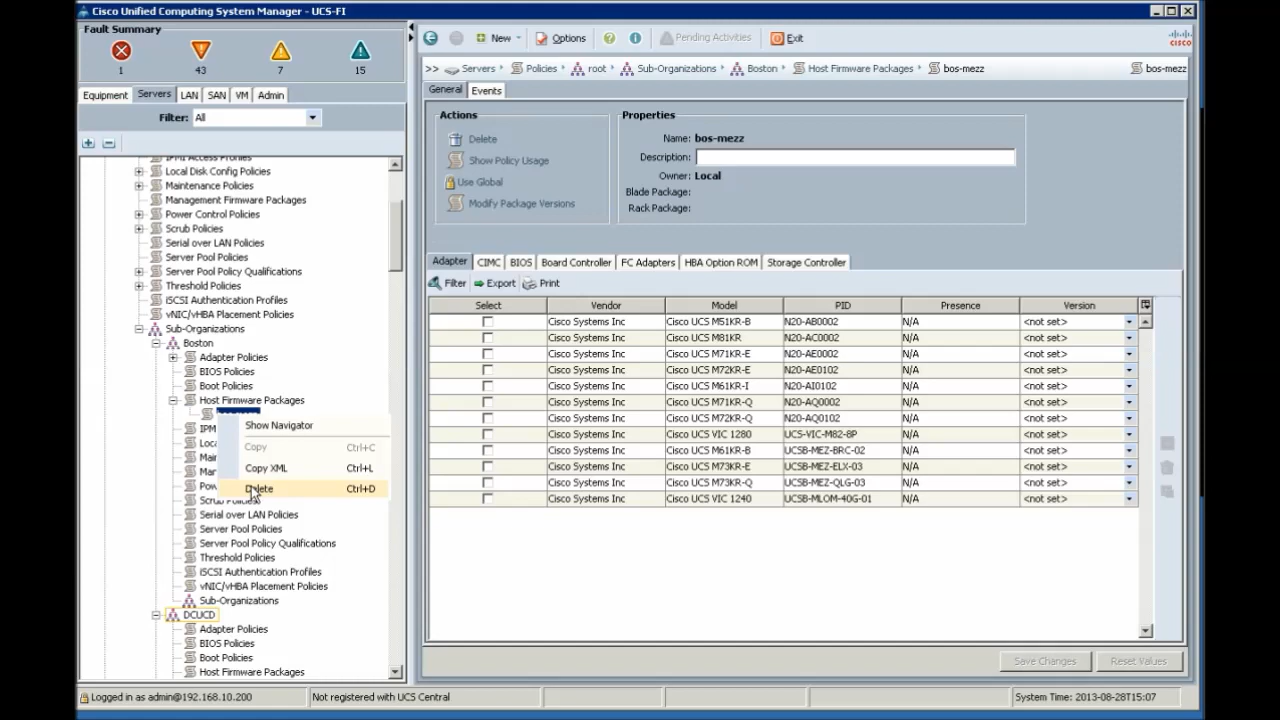 Cisco Unified Computing System Manager - UCS-FI
Fault Summary
1 43 7 15
New Options Pending Activities Exit
cisco
>> Servers Policies root Sub-Organizations Boston Host Firmware Packages bos-mezz bos-mezz
Equipment Servers LAN SAN VM Admin
Filter: All
General Events
IPMI Access Profiles
Local Disk Config Policies
Maintenance Policies
Management Firmware Packages
Power Control Policies
Scrub Policies
Serial over LAN Policies
Server Pool Policies
Server Pool Policy Qualifications
Threshold Policies
iSCSI Authentication Profiles
vNIC/vHBA Placement Policies
Sub-Organizations
Boston
Adapter Policies
BIOS Policies
Boot Policies
Host Firmware Packages
IPM
Loca
Main
Man
Pow
Scrub Policies
Serial over LAN Policies
Server Pool Policies
Server Pool Policy Qualifications
Threshold Policies
iSCSI Authentication Profiles
vNIC/vHBA Placement Policies
Sub-Organizations
DCUCD
Adapter Policies
BIOS Policies
Boot Policies
Host Firmware Packages
Show Navigator
Copy Ctrl+C
Copy XML Ctrl+L
Delete Ctrl+D
Actions
Delete
Show Policy Usage
Use Global
Modify Package Versions
Properties
Name: bos-mezz
Description:
Owner: Local
Blade Package:
Rack Package:
Adapter CIMC BIOS Board Controller FC Adapters HBA Option ROM Storage Controller
Filter Export Print
Select Vendor Model PID Presence Version
Cisco Systems Inc Cisco UCS M51KR-B N20-AB0002 N/A <not set>
Cisco Systems Inc Cisco UCS M81KR N20-AC0002 N/A <not set>
Cisco Systems Inc Cisco UCS M71KR-E N20-AE0002 N/A <not set>
Cisco Systems Inc Cisco UCS M72KR-E N20-AE0102 N/A <not set>
Cisco Systems Inc Cisco UCS M61KR-I N20-AI0102 N/A <not set>
Cisco Systems Inc Cisco UCS M71KR-Q N20-AQ0002 N/A <not set>
Cisco Systems Inc Cisco UCS M72KR-Q N20-AQ0102 N/A <not set>
Cisco Systems Inc Cisco UCS VIC 1280 UCS-VIC-M82-8P N/A <not set>
Cisco Systems Inc Cisco UCS M61KR-B UCSB-MEZ-BRC-02 N/A <not set>
Cisco Systems Inc Cisco UCS M73KR-E UCSB-MEZ-ELX-03 N/A <not set>
Cisco Systems Inc Cisco UCS M73KR-Q UCSB-MEZ-QLG-03 N/A <not set>
Cisco Systems Inc Cisco UCS VIC 1240 UCSB-MLOM-40G-01 N/A <not set>
Save Changes Reset Values
Logged in as admin@192.168.10.200 Not registered with UCS Central System Time: 2013-08-28T15:07